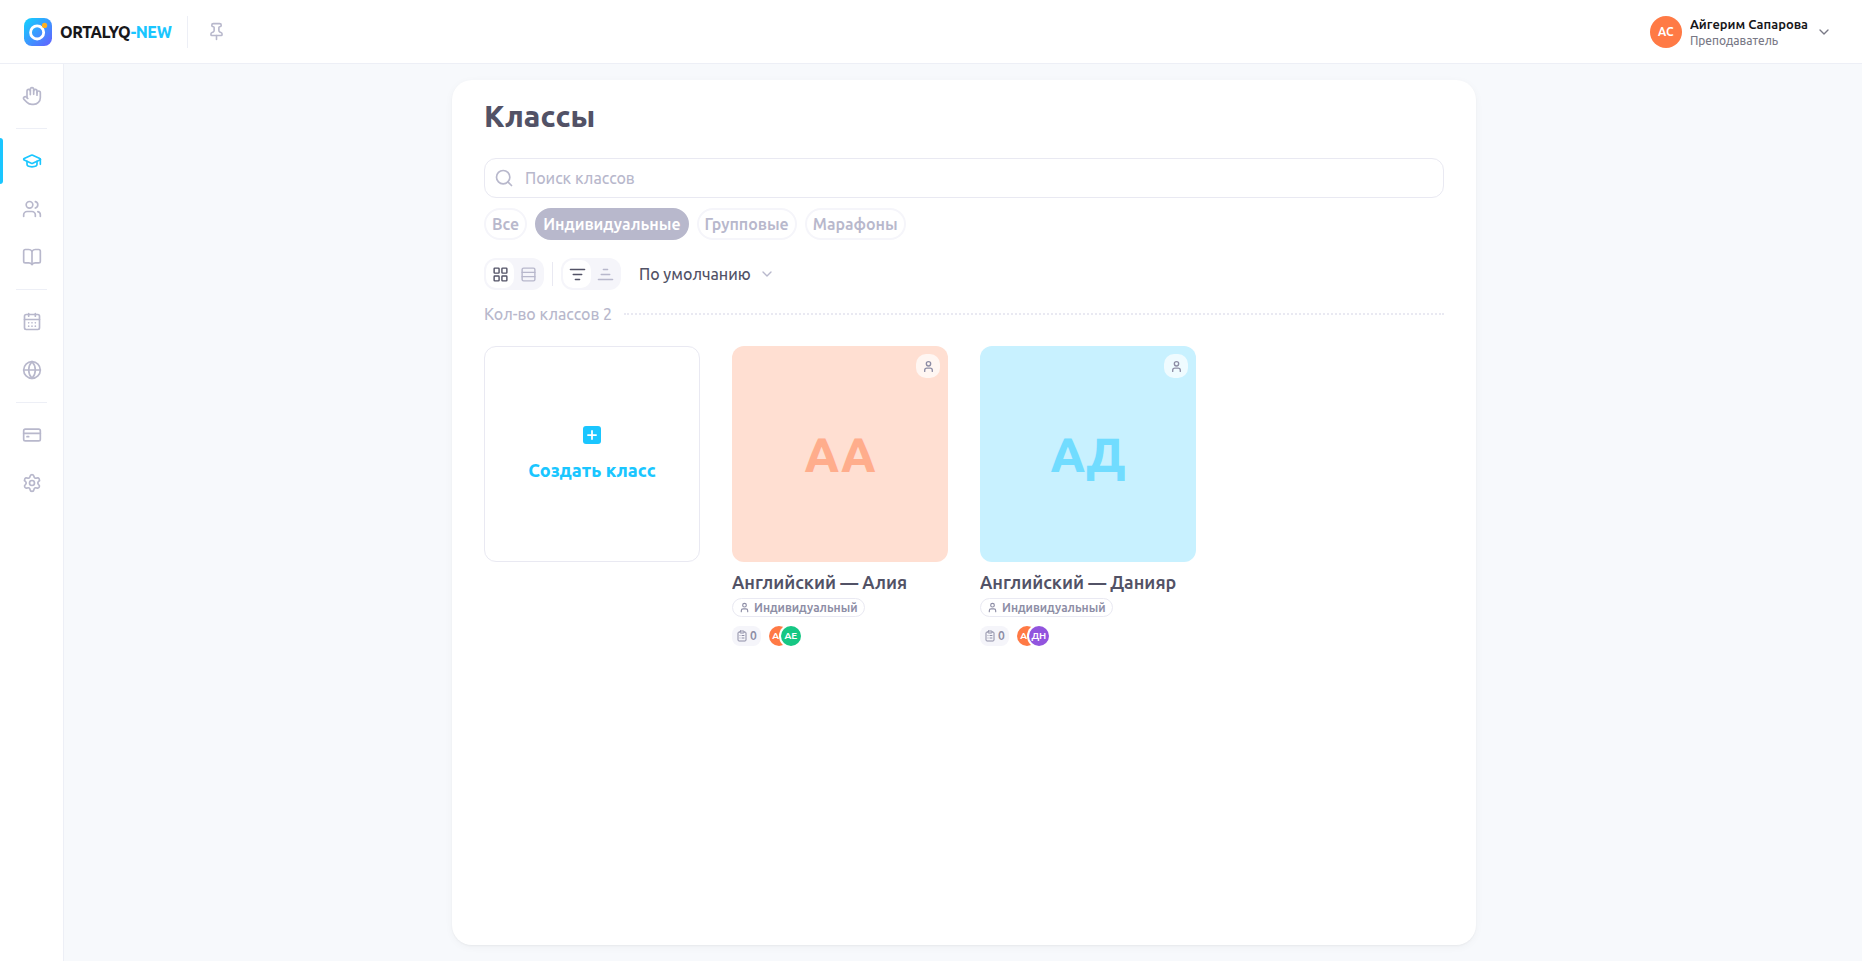 ORTALYQ-NEW
АС
Айгерим Сапарова
Преподаватель
Классы
Поиск классов
Все
Индивидуальные
Групповые
Марафоны
По умолчанию
Кол-во классов 2
Создать класс
АА
АД
Английский — Алия
Английский — Данияр
Индивидуальный
Индивидуальный
0
АЕ
0
ДН